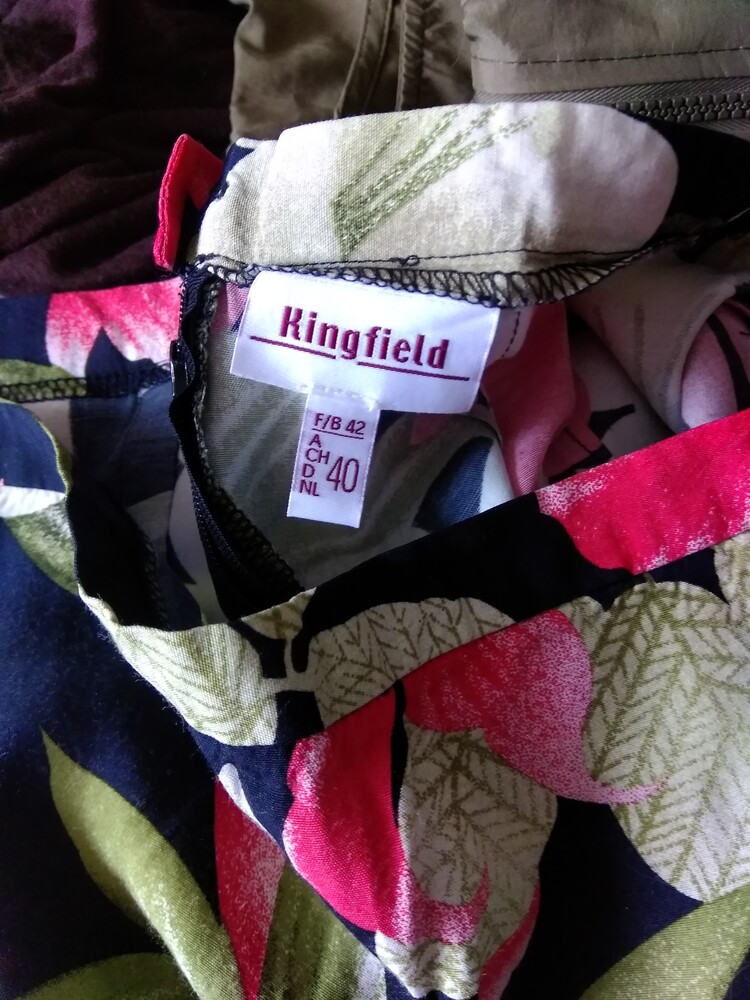 Kingfield
F/B 42
A
CH
D 40
NL